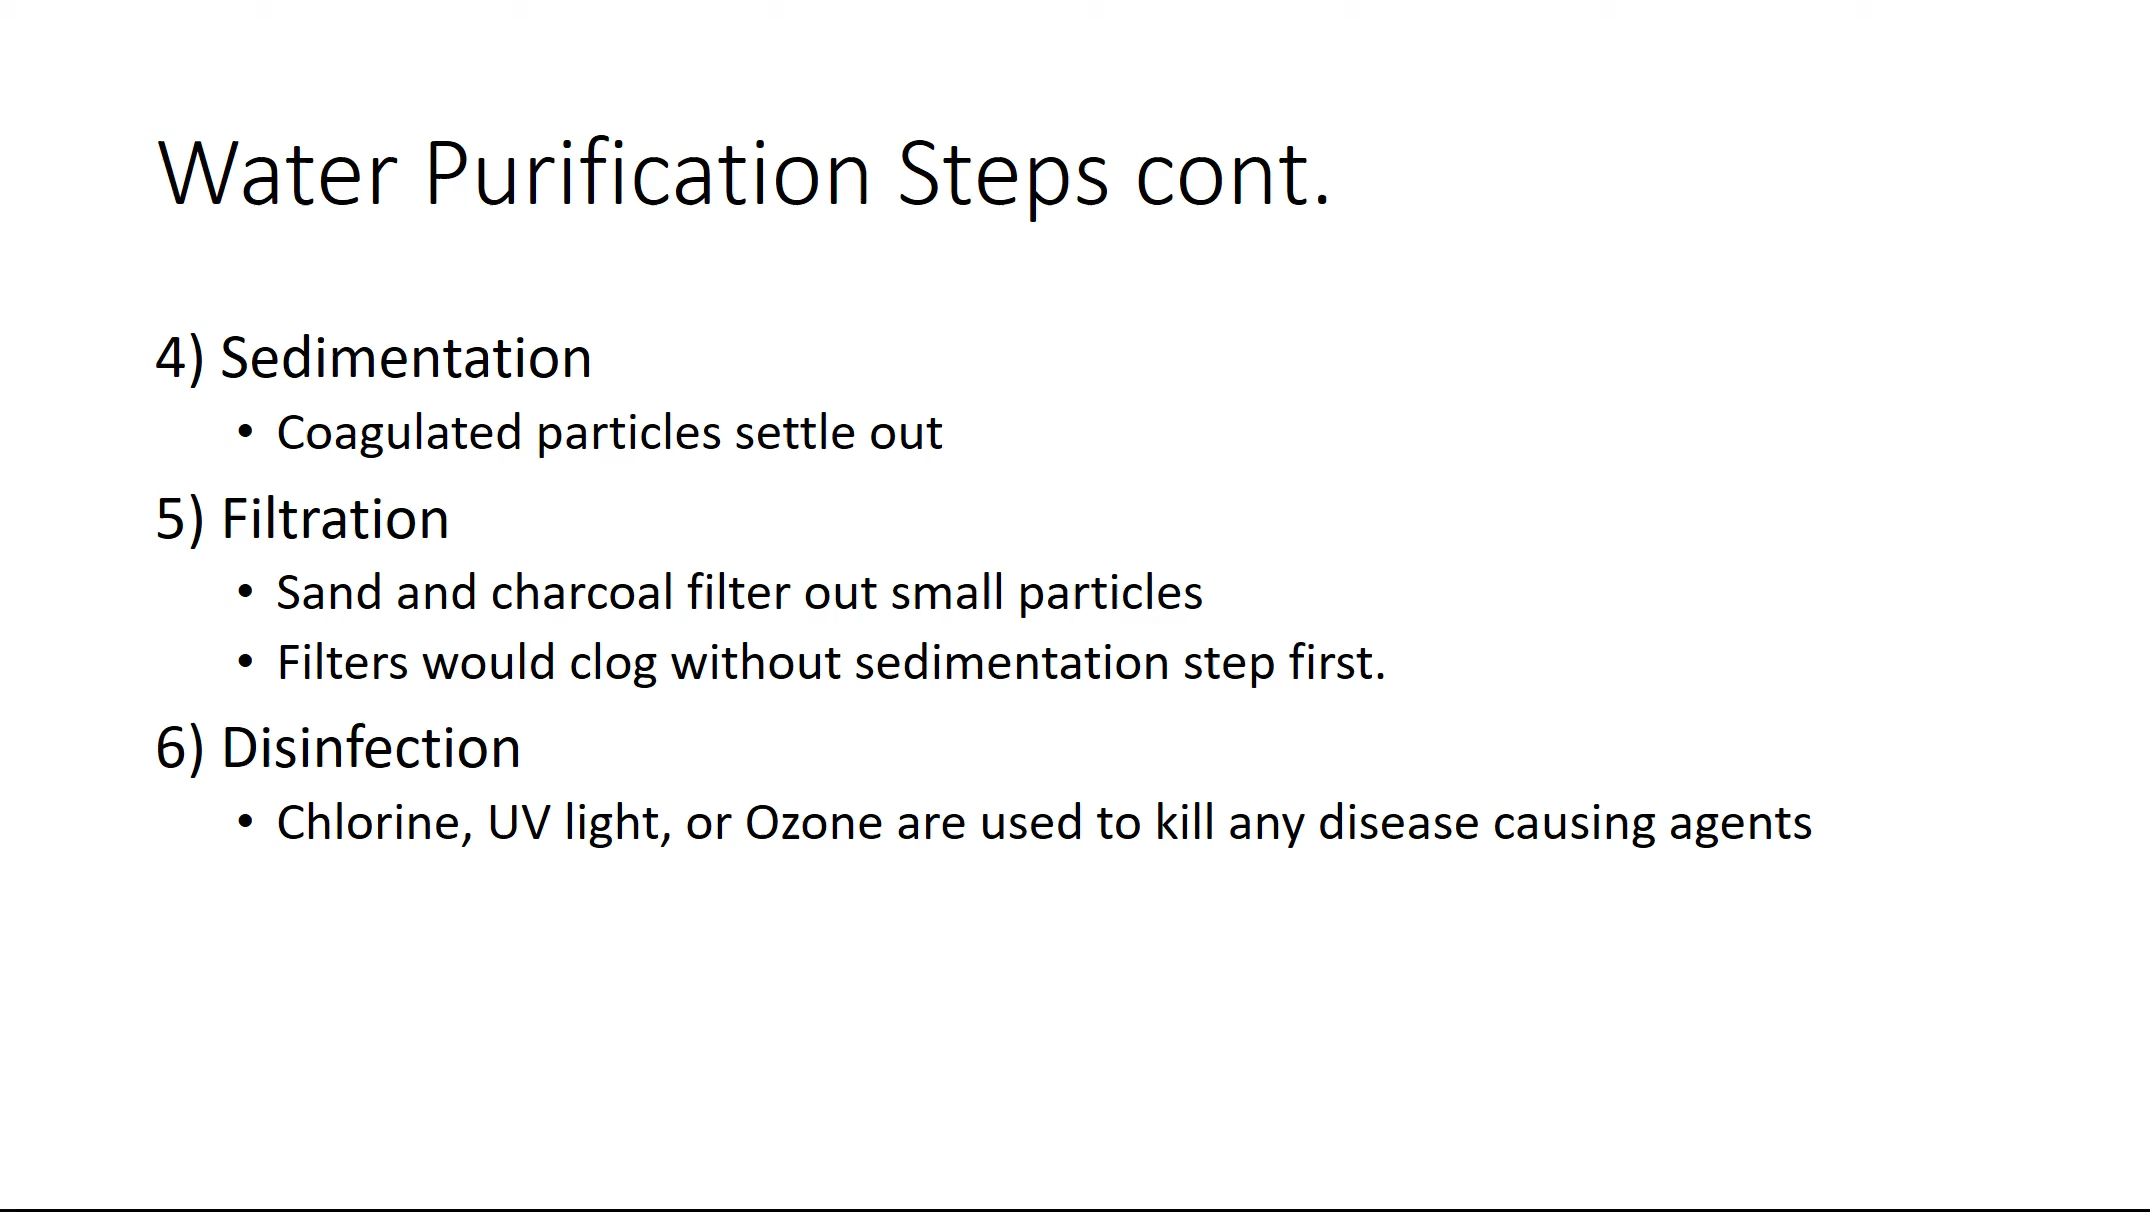 Water Purification Steps cont.
4) Sedimentation
• Coagulated particles settle out
5) Filtration
• Sand and charcoal filter out small particles
• Filters would clog without sedimentation step first.
6) Disinfection
• Chlorine, UV light, or Ozone are used to kill any disease causing agents